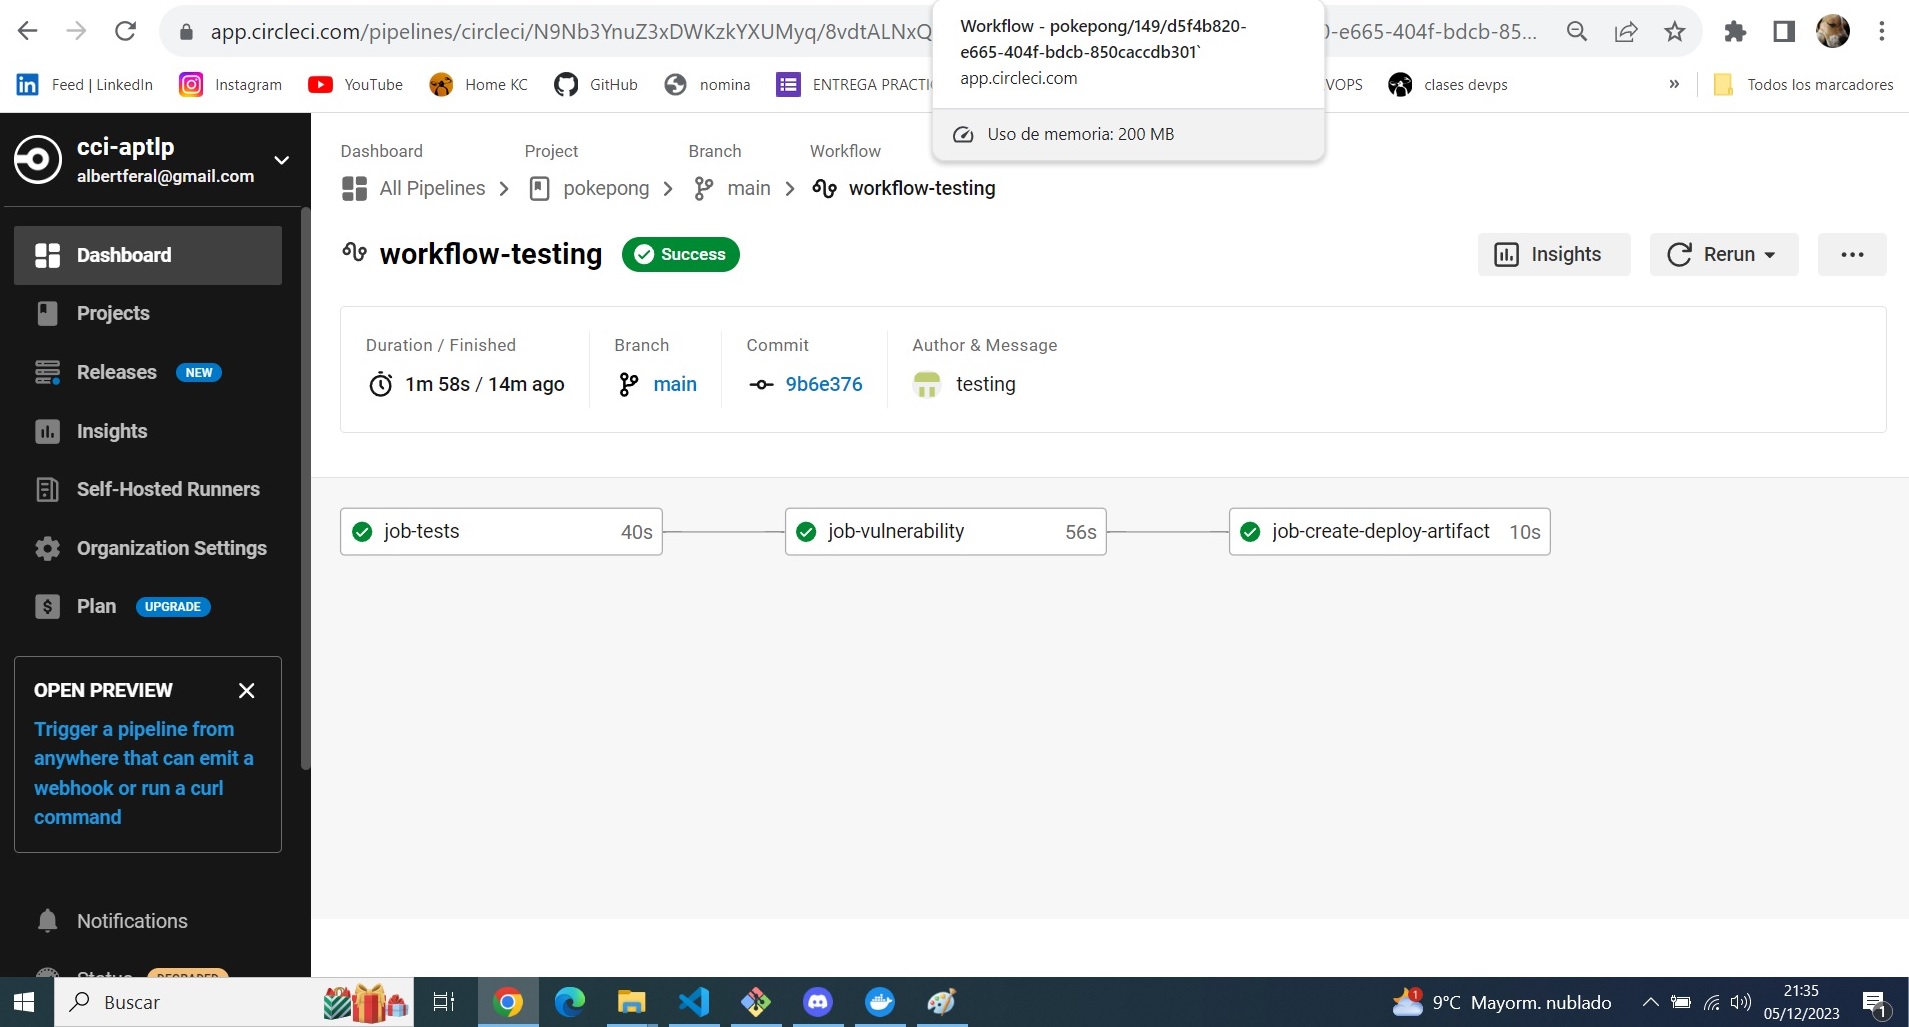 app.circleci.com/pipelines/circleci/N9Nb3YnuZ3xDWKzkYXUMyq/8vdtALNxQ
-e665-404f-bdcb-85...
Workflow - pokepong/149/d5f4b820-
e665-404f-bdcb-850caccdb301`
app.circleci.com
Uso de memoria: 200 MB
Feed | LinkedIn
Instagram
YouTube
Home KC
GitHub
nomina
ENTREGA PRACTI
VOPS
clases devps
»
Todos los marcadores
cci-aptlp
albertferal@gmail.com
Dashboard
Projects
Releases NEW
Insights
Self-Hosted Runners
Organization Settings
Plan UPGRADE
OPEN PREVIEW
Trigger a pipeline from
anywhere that can emit a
webhook or run a curl
command
Notifications
Status DEGRADED
Dashboard Project Branch Workflow
All Pipelines pokepong main workflow-testing
workflow-testing Success
Insights Rerun
Duration / Finished Branch Commit Author & Message
1m 58s / 14m ago main 9b6e376 testing
job-tests 40s
job-vulnerability 56s
job-create-deploy-artifact 10s
Buscar
1
9°C Mayorm. nublado
21:35
05/12/2023
1